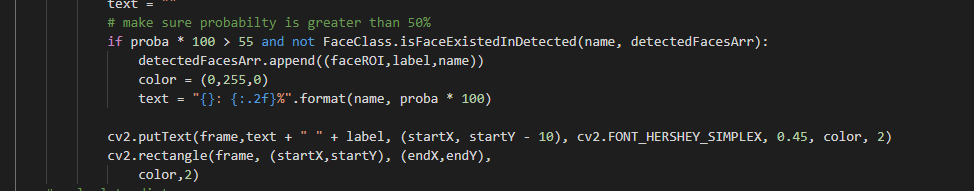 text = ""
# make sure probabilty is greater than 50%
if proba * 100 > 55 and not FaceClass.isFaceExistedInDetected(name, detectedFacesArr):
detectedFacesArr.append((faceROI,label,name))
color = (0,255,0)
text = "{}: {:.2f}%".format(name, proba * 100)
cv2.putText(frame,text + " " + label, (startX, startY - 10), cv2.FONT_HERSHEY_SIMPLEX, 0.45, color, 2)
cv2.rectangle(frame, (startX,startY), (endX,endY),
color,2)